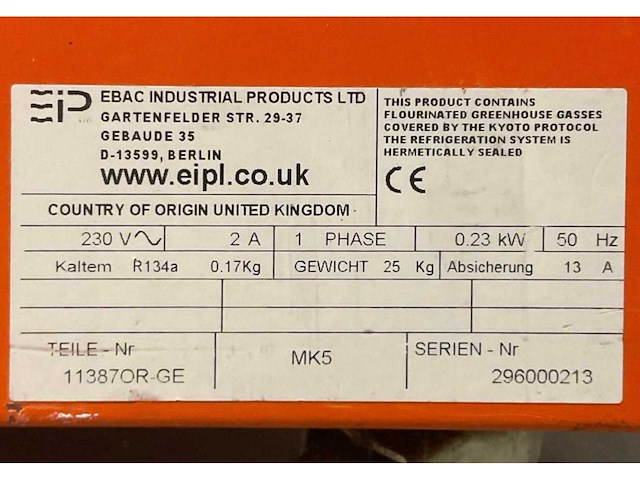 EIP LTD
EBAC INDUSTRIAL PRODUCTS LTD
GARTENFELDER STR. 29-37
GEBAUDE 35
D-13599, BERLIN
www.eipl.co.uk
COUNTRY OF ORIGIN UNITED KINGDOM
THIS PRODUCT CONTAINS
FLOURINATED GREENHOUSE GASSES
COVERED BY THE KYOTO PROTOCOL
THE REFRIGERATION SYSTEM IS
HERMETICALLY SEALED
CE
230 V 2 A 1 PHASE 0.23 kW 50 Hz
Kaltem R134a 0.17Kg GEWICHT 25 Kg Absicherung 13 A
TEILE - Nr
11387OR-GE
MK5
SERIEN - Nr
296000213